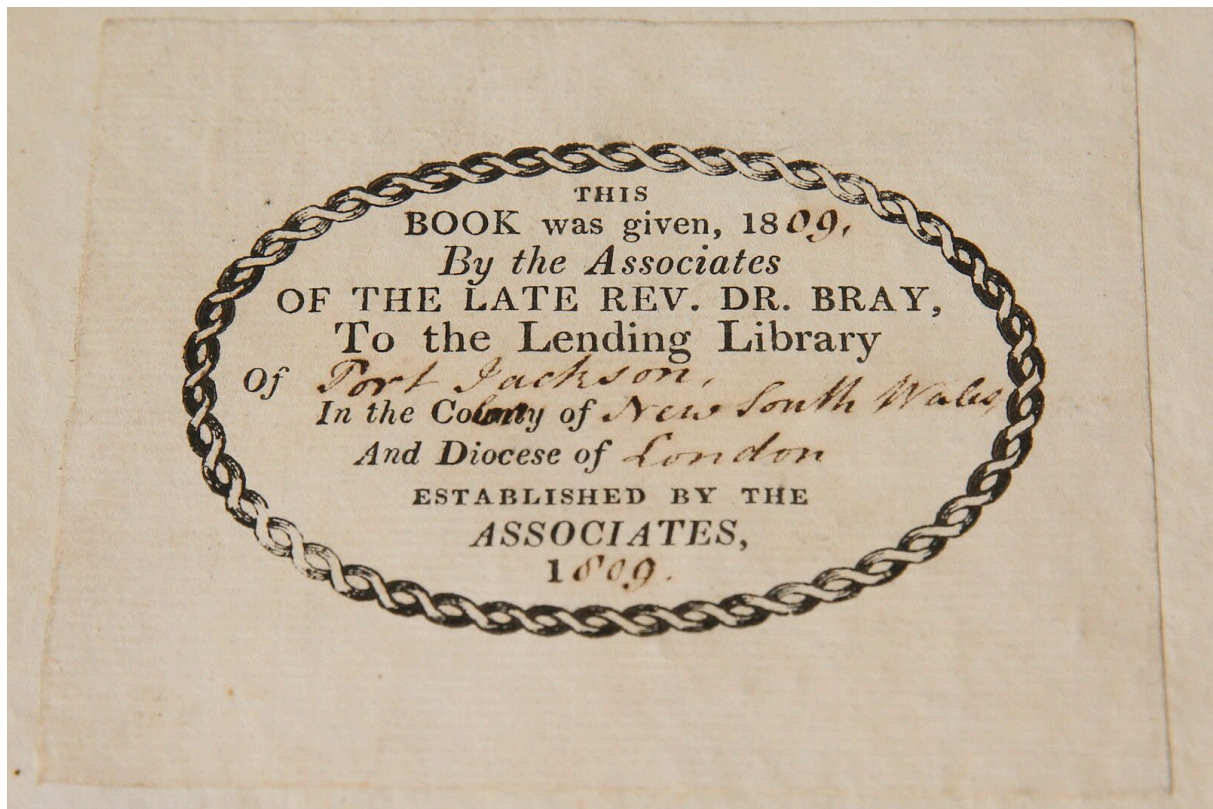 THIS
BOOK was given, 1809.
By the Associates
OF THE LATE REV. DR. BRAY,
To the Lending Library
Of Port Jackson,
In the Colony of New South Wales,
And Diocese of London
ESTABLISHED BY THE
ASSOCIATES,
1809.